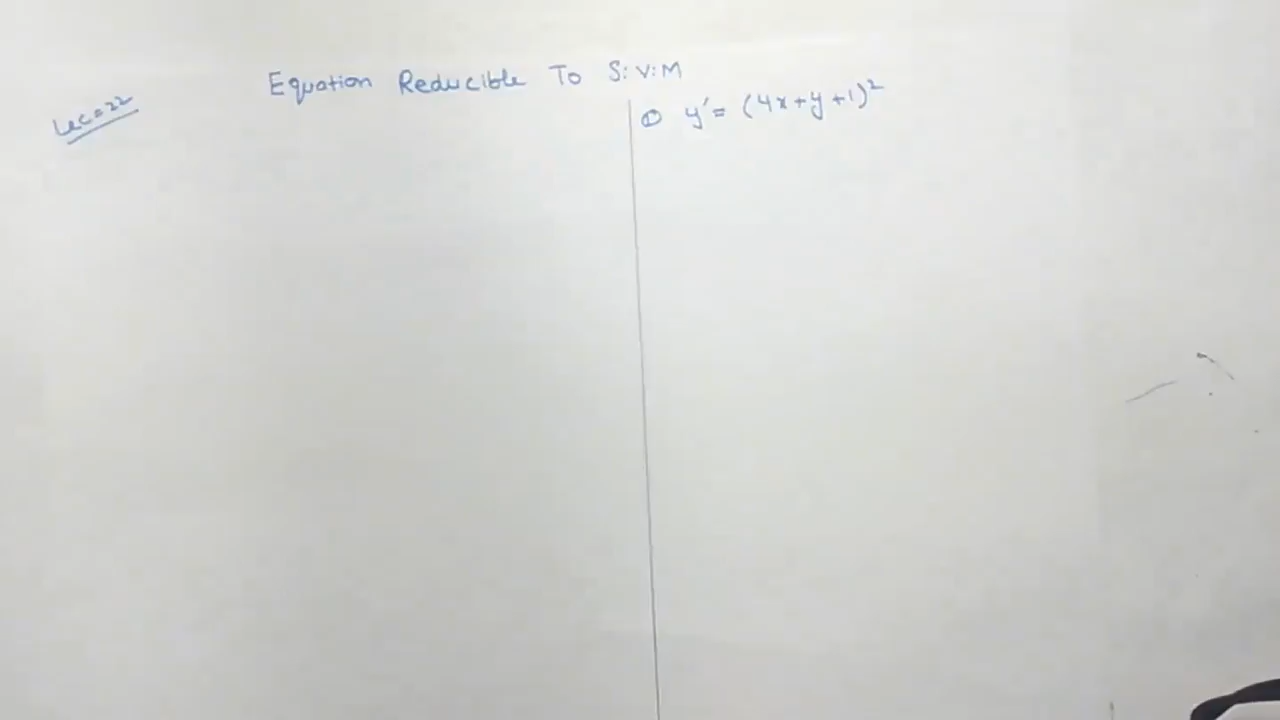 Equation Reducible To S:V:M
Lec=22
① y′= (4x+y+1)²